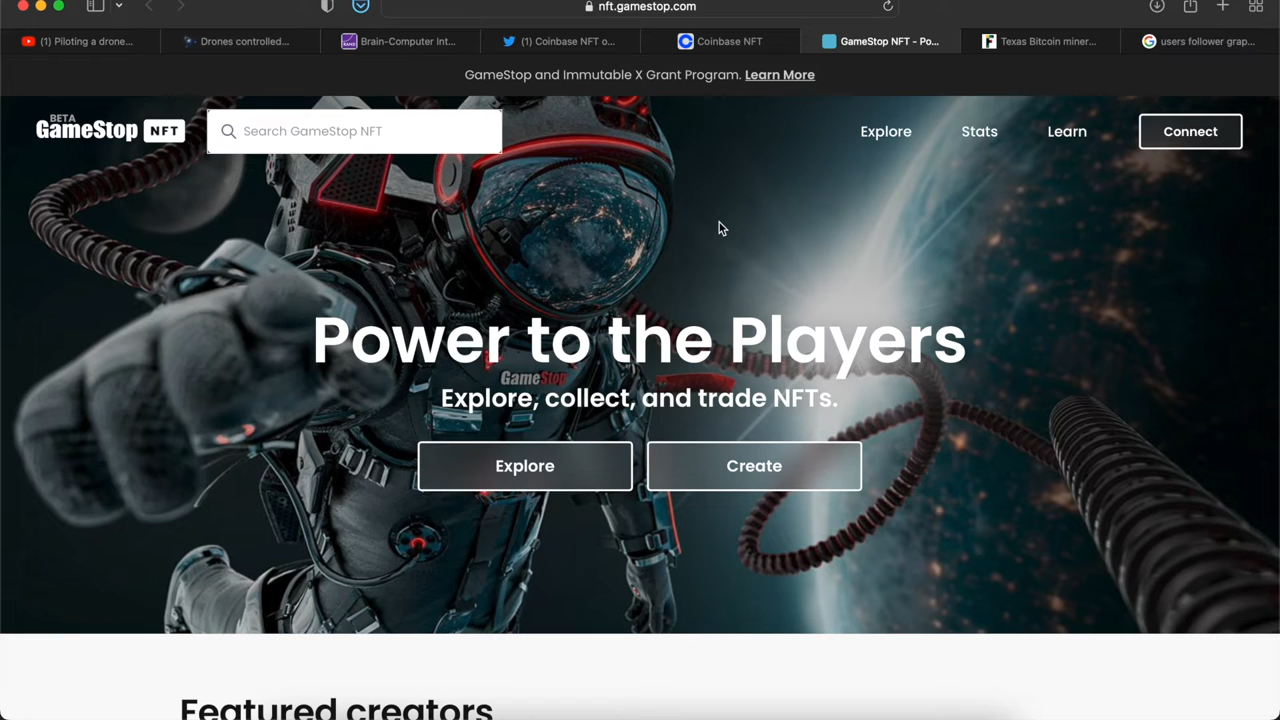 nft.gamestop.com
(1) Piloting a drone...
Drones controlled...
Brain-Computer Int...
(1) Coinbase NFT o...
Coinbase NFT
GameStop NFT - Po...
Texas Bitcoin miner...
users follower grap...
GameStop and Immutable X Grant Program. Learn More
BETA
GameStop NFT
Search GameStop NFT
Explore
Stats
Learn
Connect
Power to the Players
GameStop
Explore, collect, and trade NFTs.
Explore
Create
Featured creators